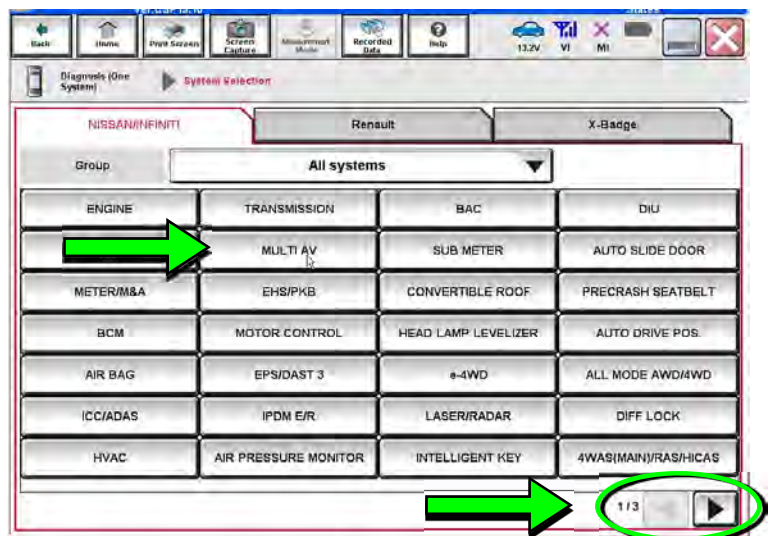 Back
Home
Print Screen
Screen Capture
Measurement Mode
Recorded Data
Help
13.2V
VI
MI
Diagnosis (One System)
System Selection
NISSAN/INFINITI
Renault
X-Badge
Group
All systems
ENGINE
TRANSMISSION
BAC
DIU
MULTI AV
SUB METER
AUTO SLIDE DOOR
METER/M&A
EHS/PKB
CONVERTIBLE ROOF
PRECRASH SEATBELT
BCM
MOTOR CONTROL
HEAD LAMP LEVELIZER
AUTO DRIVE POS.
AIR BAG
EPS/DAST 3
e-4WD
ALL MODE AWD/4WD
ICC/ADAS
IPDM E/R
LASER/RADAR
DIFF LOCK
HVAC
AIR PRESSURE MONITOR
INTELLIGENT KEY
4WAS(MAIN)/RAS/HICAS
1/3